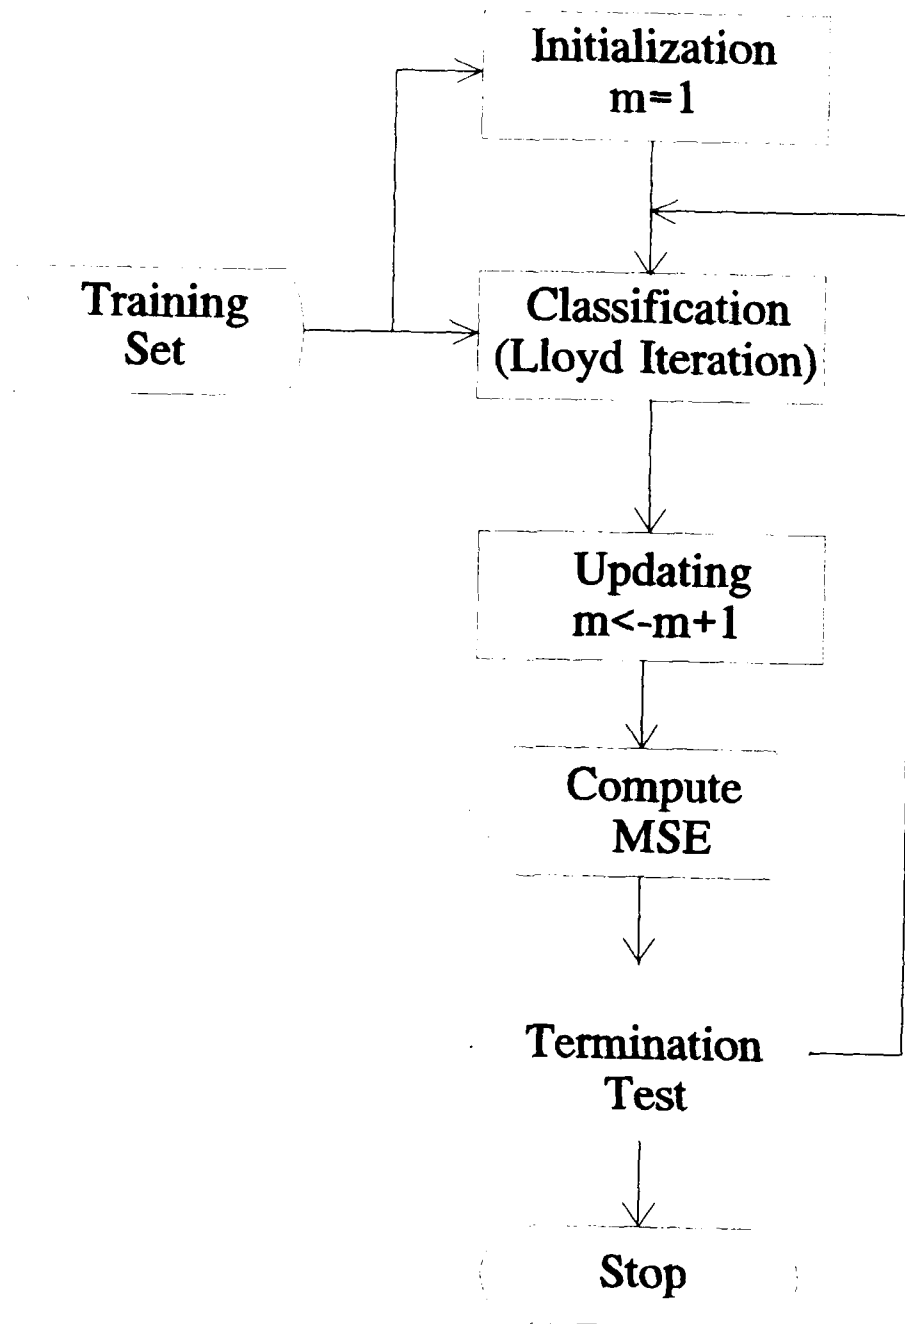 Initialization
m=1
Training
Set
Classification
(Lloyd Iteration)
Updating
m<-m+1
Compute
MSE
Termination
Test
Stop